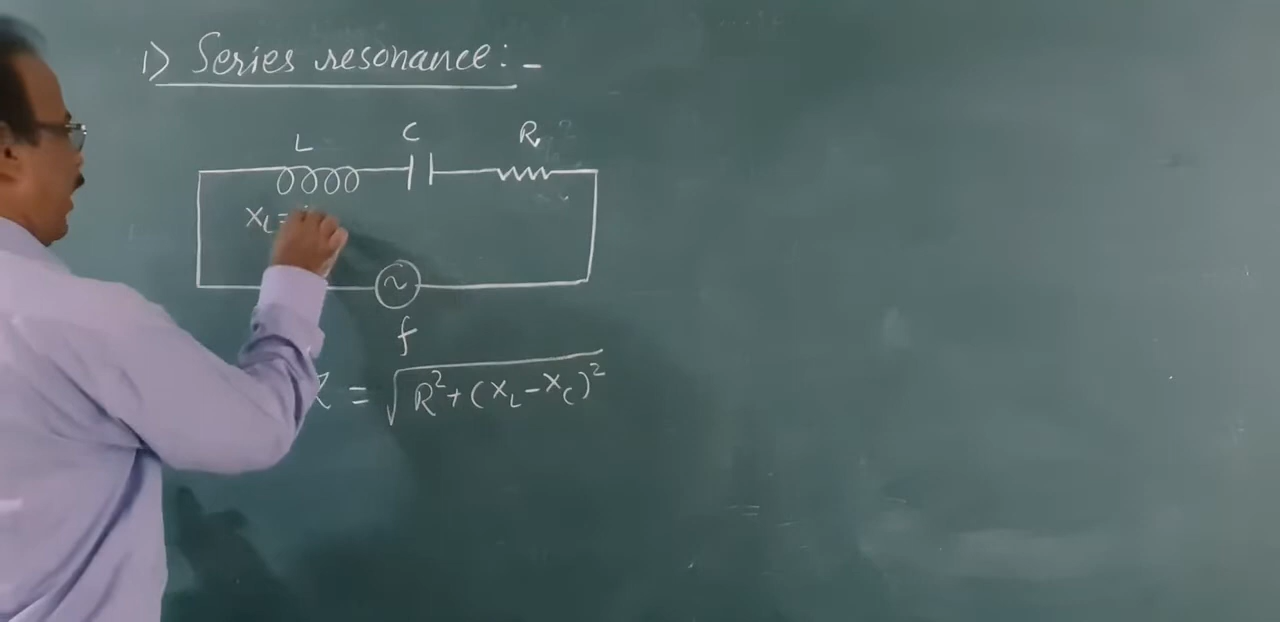 1) Series resonance:-
L C R
X_L =
~
f
Z = √R²+(X_L-X_C)²